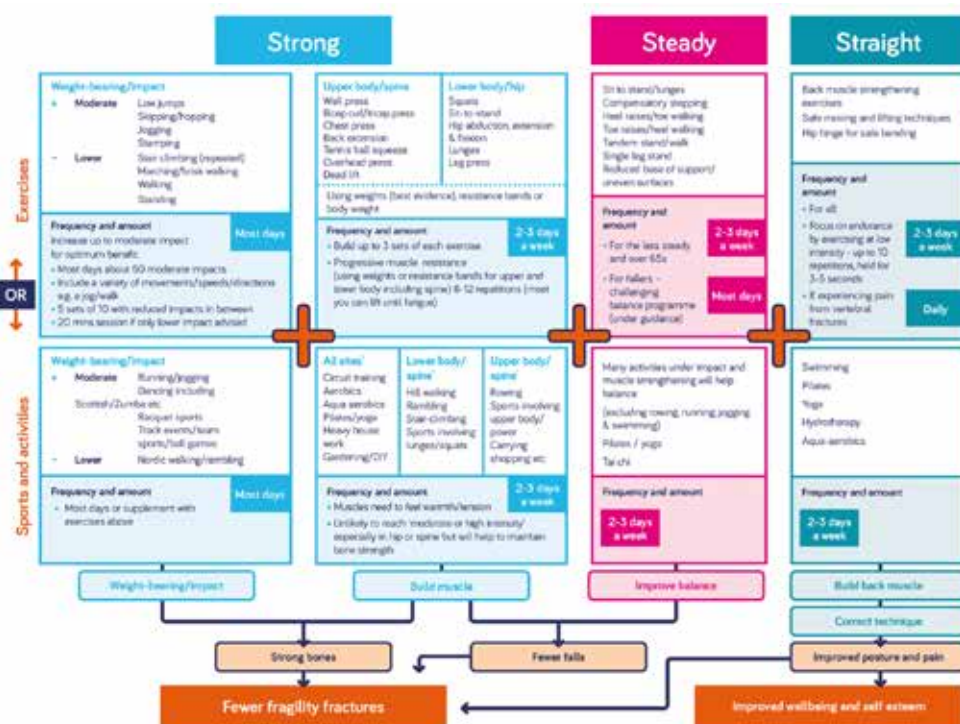 Strong
Steady
Straight
Exercises
OR
Sports and activities
Weight-bearing/impact
+ Moderate Low jumps
Skipping/hopping
Jogging
Stamping
- Lower Stair climbing (repeated)
Marching/brisk walking
Walking
Standing
Frequency and amount
Most days
Increase up to moderate impact
for optimum benefit
• Most days about 50 moderate impacts
• Include a variety of movements/speeds/directions
e.g. a jog/walk
• 5 sets of 10 with reduced impacts in between
• 20 mins session if only lower impact advised
Upper body/spine
Wall press
Bicep curl/tricep press
Chest press
Back extension
Tennis ball squeeze
Overhead press
Dead lift
Lower body/hip
Squats
Sit-to-stand
Hip abduction, extension
& flexion
Lunges
Leg press
Using weights (best evidence), resistance bands or
body weight
Frequency and amount
2-3 days
a week
• Build up to 3 sets of each exercise
• Progressive muscle resistance
(using weights or resistance bands for upper and
lower body including spine) 8-12 repetitions (most
you can lift until fatigue)
Sit to stand/lunges
Compensatory stepping
Heel raises/toe walking
Toe raises/heel walking
Tandem stand/walk
Single leg stand
Reduced base of support/
uneven surfaces
Frequency and
amount
• For the less steady
and over 65s
2-3 days
a week
• For fallers -
challenging
balance programme
(under guidance)
Most days
Back muscle strengthening
exercises
Safe moving and lifting techniques
Hip hinge for safe bending
Frequency and
amount
• For all
• Focus on endurance
by exercising at low
intensity - up to 10
repetitions, held for
3-5 seconds
2-3 days
a week
• If experiencing pain
from vertebral
fractures
Daily
Weight-bearing/impact
+ Moderate Running/jogging
Dancing including
Scottish/Zumba etc
Racquet sports
Track events/team
sports/ball games
- Lower Nordic walking/rambling
Frequency and amount
Most days
• Most days or supplement with
exercises above
All sites
Circuit training
Aerobics
Aqua aerobics
Pilates/yoga
Heavy house
work
Gardening/DIY
Lower body/
spine
Hill walking
Rambling
Stair-climbing
Sports involving
lunges/squats
Upper body/
spine
Rowing
Sports involving
upper body/
power
Carrying
shopping etc
Frequency and amount
2-3 days
a week
• Muscles need to feel warmth/tension
• Unlikely to reach 'moderate or high intensity'
especially in hip or spine but will help to maintain
bone strength
Many activities under impact and
muscle strengthening will help
balance
(excluding rowing, running, jogging
& swimming)
Pilates / yoga
Tai chi
Frequency and amount
2-3 days
a week
Swimming
Pilates
Yoga
Hydrotherapy
Aqua-aerobics
Frequency and amount
2-3 days
a week
Weight-bearing/impact
Build muscle
Improve balance
Build back muscle
Correct technique
Strong bones
Fewer falls
Improved posture and pain
Fewer fragility fractures
Improved wellbeing and self esteem